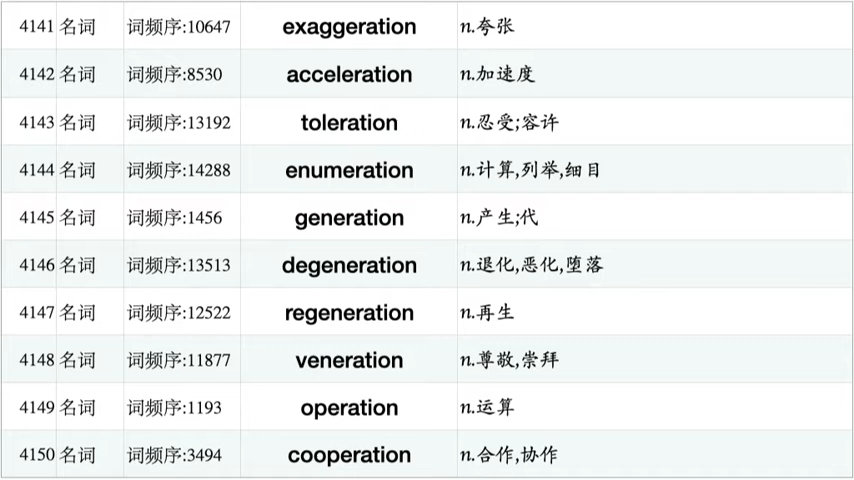 4141 名词 词频序:10647 exaggeration n.夸张
4142 名词 词频序:8530 acceleration n.加速度
4143 名词 词频序:13192 toleration n.忍受;容许
4144 名词 词频序:14288 enumeration n.计算,列举,细目
4145 名词 词频序:1456 generation n.产生;代
4146 名词 词频序:13513 degeneration n.退化,恶化,堕落
4147 名词 词频序:12522 regeneration n.再生
4148 名词 词频序:11877 veneration n.尊敬,崇拜
4149 名词 词频序:1193 operation n.运算
4150 名词 词频序:3494 cooperation n.合作,协作